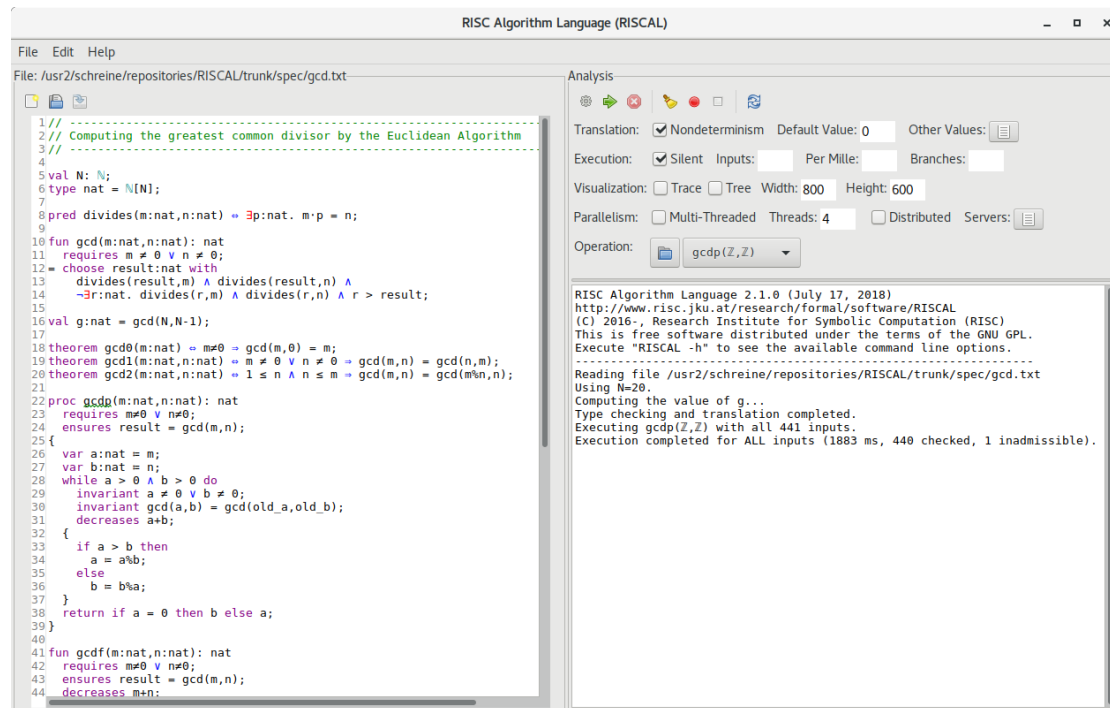 RISC Algorithm Language (RISCAL)
File Edit Help
File: /usr2/schreine/repositories/RISCAL/trunk/spec/gcd.txt
1 // ------------------------------------------------------------------
2 // Computing the greatest common divisor by the Euclidean Algorithm
3 // ------------------------------------------------------------------
4
5 val N: ℕ;
6 type nat = ℕ[N];
7
8 pred divides(m:nat,n:nat) ⇔ ∃p:nat. m·p = n;
9
10 fun gcd(m:nat,n:nat): nat
11   requires m ≠ 0 ∨ n ≠ 0;
12 = choose result:nat with
13     divides(result,m) ∧ divides(result,n) ∧
14     ¬∃r:nat. divides(r,m) ∧ divides(r,n) ∧ r > result;
15
16 val g:nat = gcd(N,N-1);
17
18 theorem gcd0(m:nat) ⇔ m≠0 ⇒ gcd(m,0) = m;
19 theorem gcd1(m:nat,n:nat) ⇔ m ≠ 0 ∨ n ≠ 0 ⇒ gcd(m,n) = gcd(n,m);
20 theorem gcd2(m:nat,n:nat) ⇔ 1 ≤ n ∧ n ≤ m ⇒ gcd(m,n) = gcd(m%n,n);
21
22 proc gcdp(m:nat,n:nat): nat
23   requires m≠0 ∨ n≠0;
24   ensures result = gcd(m,n);
25 {
26   var a:nat ≔ m;
27   var b:nat ≔ n;
28   while a > 0 ∧ b > 0 do
29     invariant a ≠ 0 ∨ b ≠ 0;
30     invariant gcd(a,b) = gcd(old_a,old_b);
31     decreases a+b;
32   {
33     if a > b then
34       a ≔ a%b;
35     else
36       b ≔ b%a;
37   }
38   return if a = 0 then b else a;
39 }
40
41 fun gcdf(m:nat,n:nat): nat
42   requires m≠0 ∨ n≠0;
43   ensures result = gcd(m,n);
44   decreases m+n;
Analysis
Translation: Nondeterminism Default Value: 0 Other Values:
Execution: Silent Inputs: Per Mille: Branches:
Visualization: Trace Tree Width: 800 Height: 600
Parallelism: Multi-Threaded Threads: 4 Distributed Servers:
Operation: gcdp(ℤ,ℤ)
RISC Algorithm Language 2.1.0 (July 17, 2018)
http://www.risc.jku.at/research/formal/software/RISCAL
(C) 2016-, Research Institute for Symbolic Computation (RISC)
This is free software distributed under the terms of the GNU GPL.
Execute "RISCAL -h" to see the available command line options.
-----------------------------------------------------------------
Reading file /usr2/schreine/repositories/RISCAL/trunk/spec/gcd.txt
Using N=20.
Computing the value of g...
Type checking and translation completed.
Executing gcdp(ℤ,ℤ) with all 441 inputs.
Execution completed for ALL inputs (1883 ms, 440 checked, 1 inadmissible).